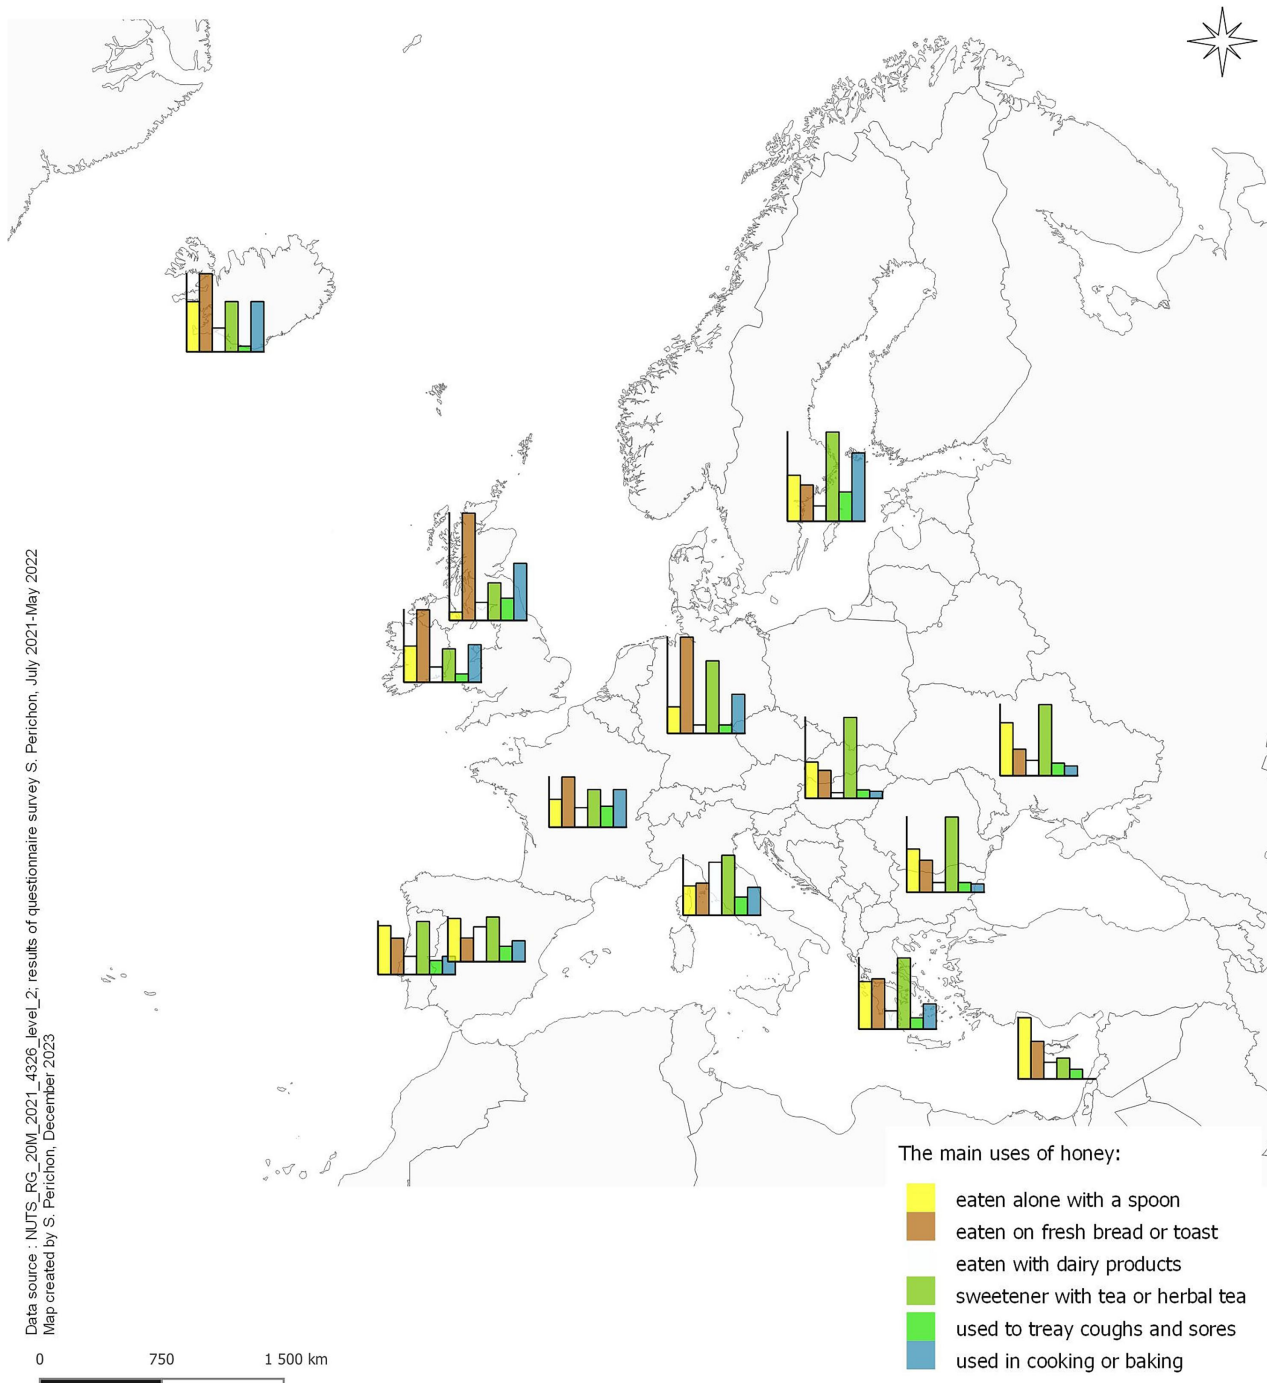 Data source : NUTS_RG_20M_2021_4326_level_2; results of questionnaire survey S. Perichon, July 2021-May 2022
Map created by S. Perichon, December 2023
The main uses of honey:
eaten alone with a spoon
eaten on fresh bread or toast
eaten with dairy products
sweetener with tea or herbal tea
used to treay coughs and sores
used in cooking or baking
0 750 1 500 km